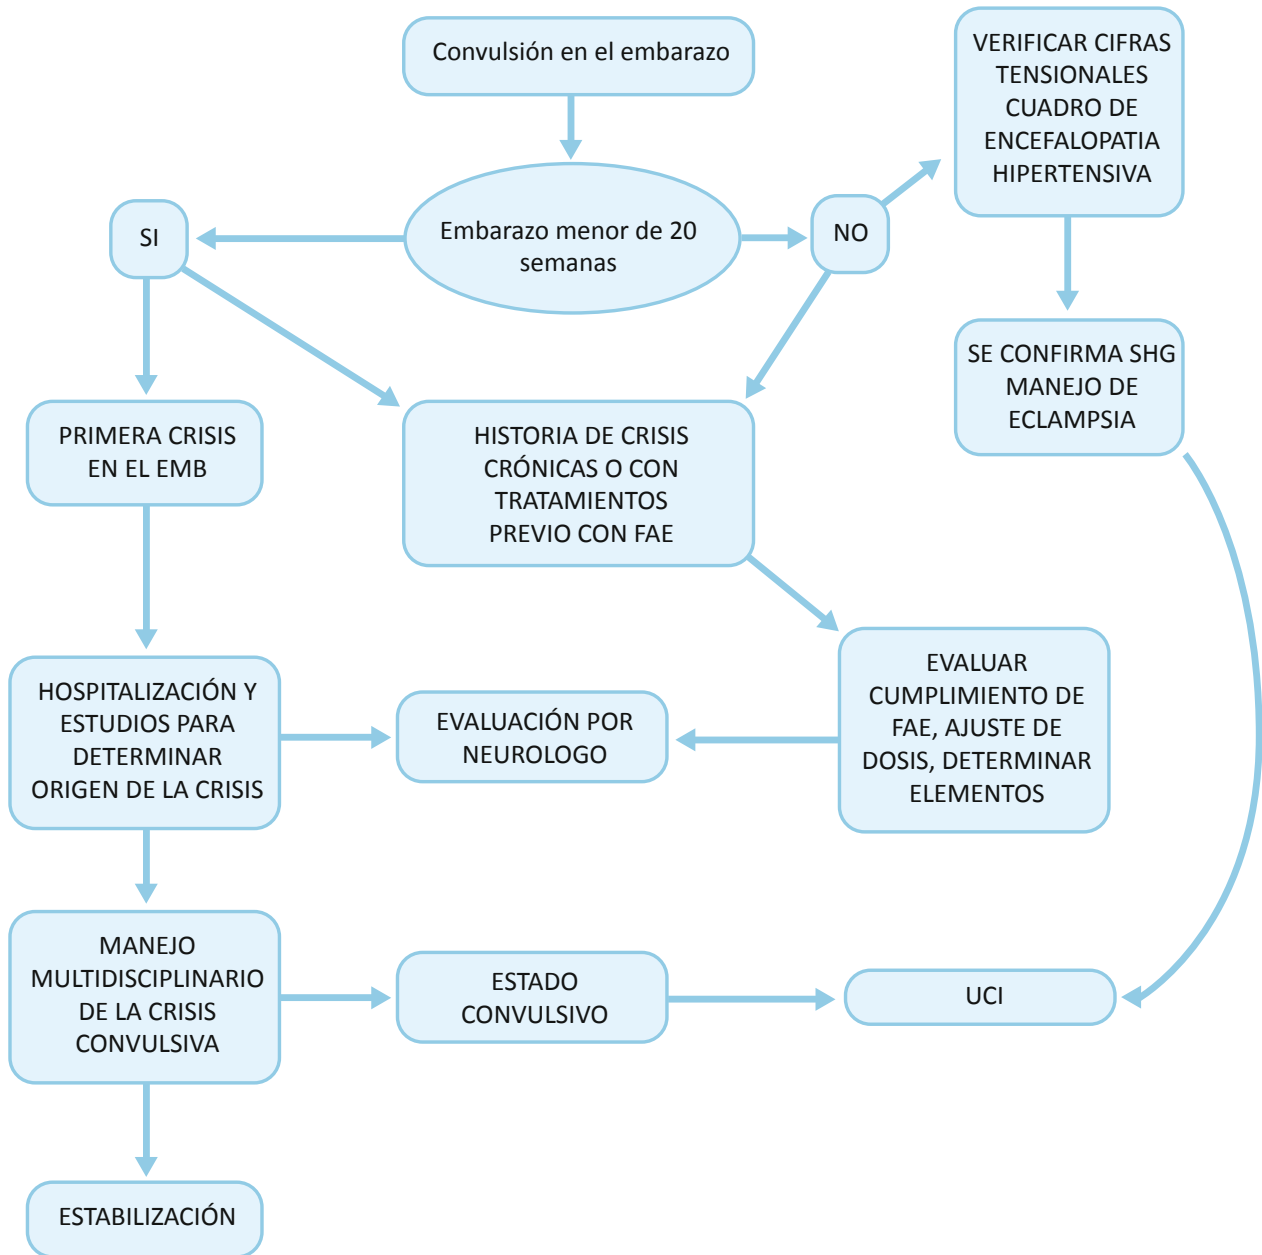 Convulsión en el embarazo
VERIFICAR CIFRAS
TENSIONALES
CUADRO DE
ENCEFALOPATIA
HIPERTENSIVA
SI
Embarazo menor de 20
semanas
NO
SE CONFIRMA SHG
MANEJO DE
ECLAMPSIA
PRIMERA CRISIS
EN EL EMB
HISTORIA DE CRISIS
CRÓNICAS O CON
TRATAMIENTOS
PREVIO CON FAE
HOSPITALIZACIÓN Y
ESTUDIOS PARA
DETERMINAR
ORIGEN DE LA CRISIS
EVALUACIÓN POR
NEUROLOGO
EVALUAR
CUMPLIMIENTO DE
FAE, AJUSTE DE
DOSIS, DETERMINAR
ELEMENTOS
MANEJO
MULTIDISCIPLINARIO
DE LA CRISIS
CONVULSIVA
ESTADO
CONVULSIVO
UCI
ESTABILIZACIÓN